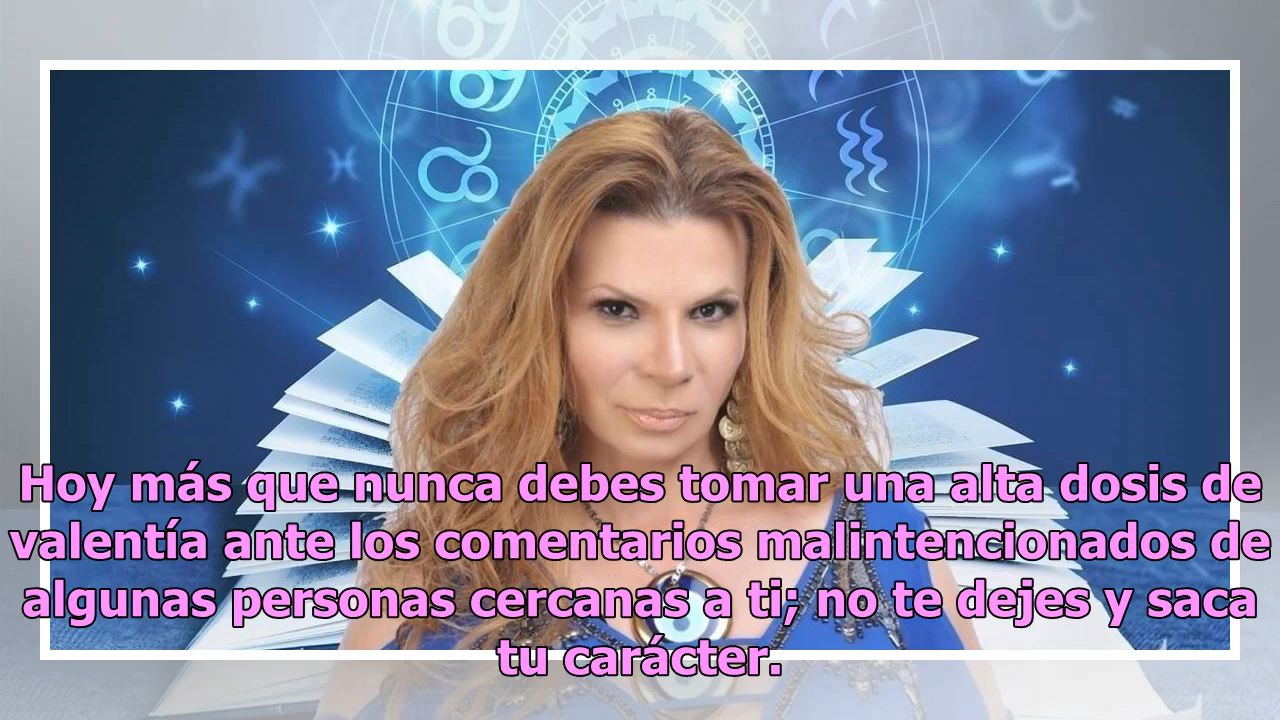 Hoy más que nunca debes tomar una alta dosis de
valentía ante los comentarios malintencionados de
algunas personas cercanas a ti; no te dejes y saca
tu carácter.